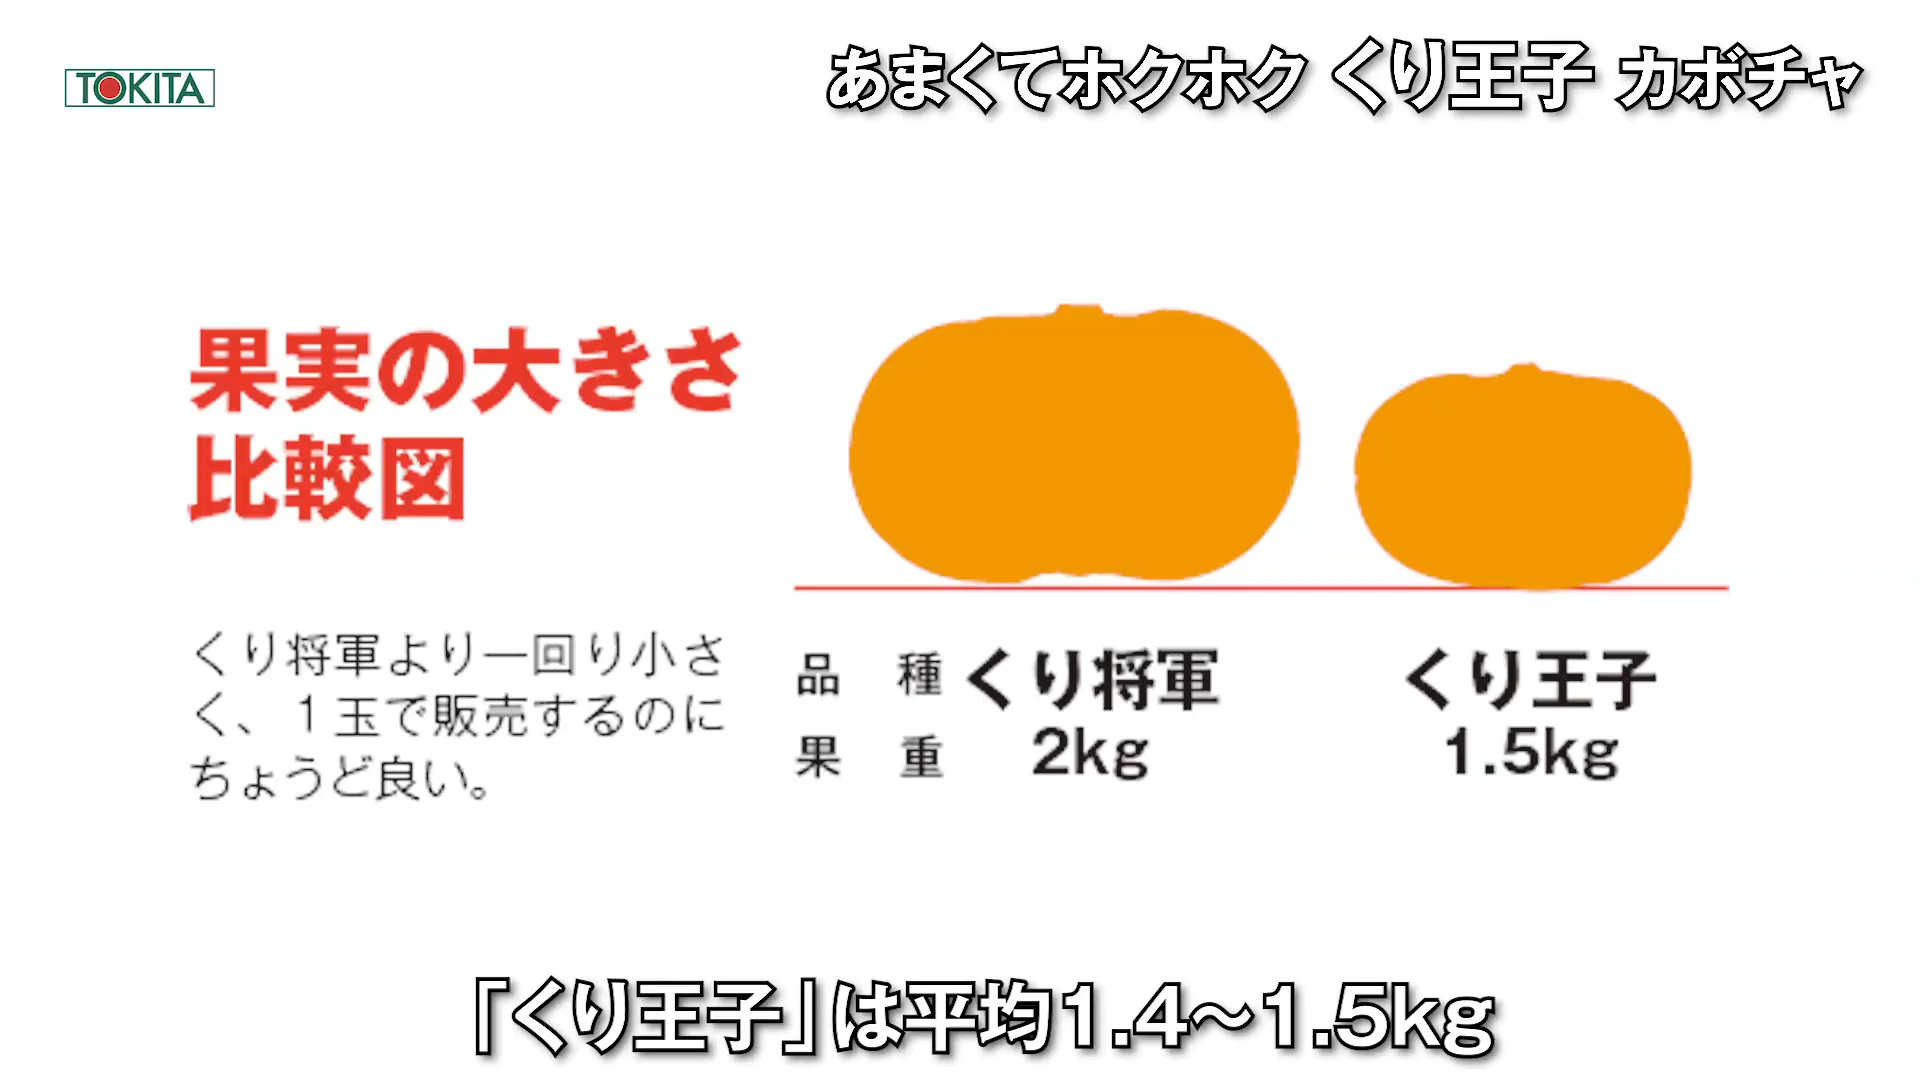 TOKITA
あまくてホクホク くり王子 カボチャ
果実の大きさ
比較図
くり将軍より一回り小さ
く、１玉で販売するのに
ちょうど良い。
品種 くり将軍 くり王子
果重 2kg 1.5kg
「くり王子」は平均1.4～1.5kg